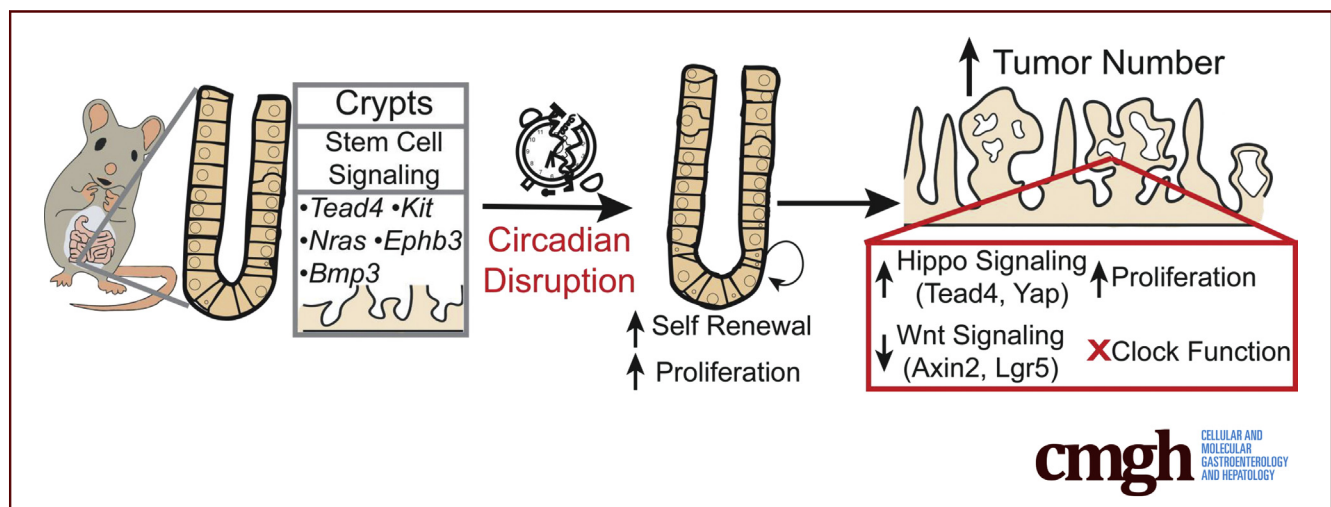 Crypts
Stem Cell
Signaling
•Tead4 •Kit
•Nras •Ephb3
•Bmp3
Circadian
Disruption
Self Renewal
Proliferation
Tumor Number
Hippo Signaling
(Tead4, Yap)
Proliferation
Wnt Signaling
(Axin2, Lgr5)
X Clock Function
cmgh
CELLULAR AND
MOLECULAR
GASTROENTEROLOGY
AND HEPATOLOGY